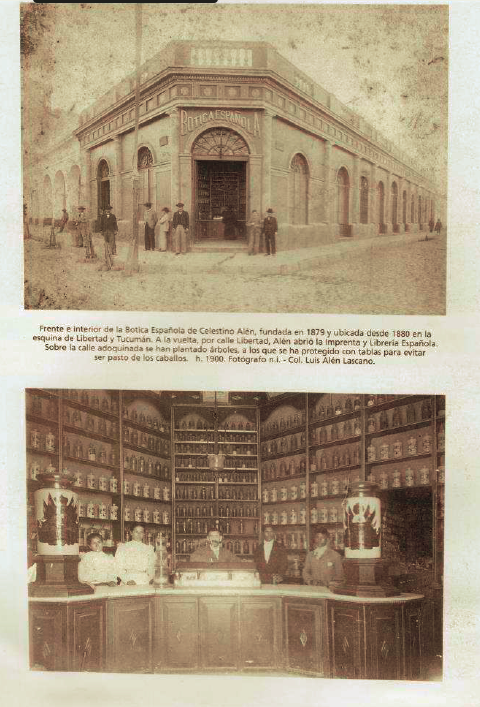 BOTICA ESPAÑOLA
Frente e interior de la Botica Española de Celestino Alén, fundada en 1879 y ubicada desde 1880 en la
esquina de Libertad y Tucumán. A la vuelta, por calle Libertad, Alén abrió la Imprenta y Librería Española.
Sobre la calle adoquinada se han plantado árboles, a los que se ha protegido con tablas para evitar
ser pasto de los caballos. h. 1900. Fotógrafo n.i. - Col. Luis Alén Lascano.